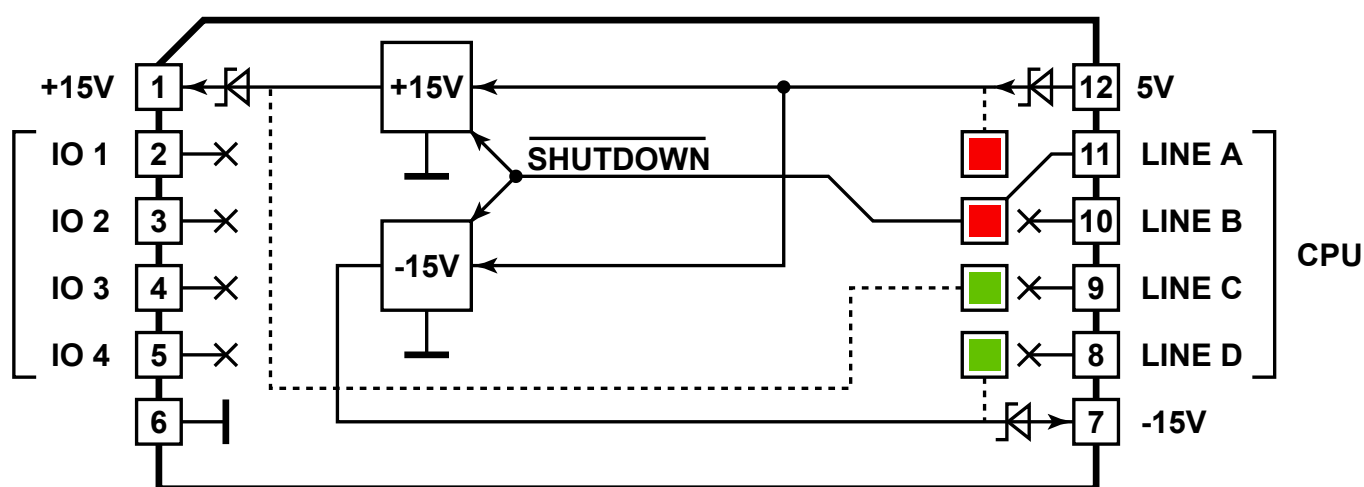 +15V 1 +15V 12 5V
IO 1 2 SHUTDOWN 11 LINE A
IO 2 3 10 LINE B
CPU
-15V
IO 3 4 9 LINE C
IO 4 5 8 LINE D
6 7 -15V